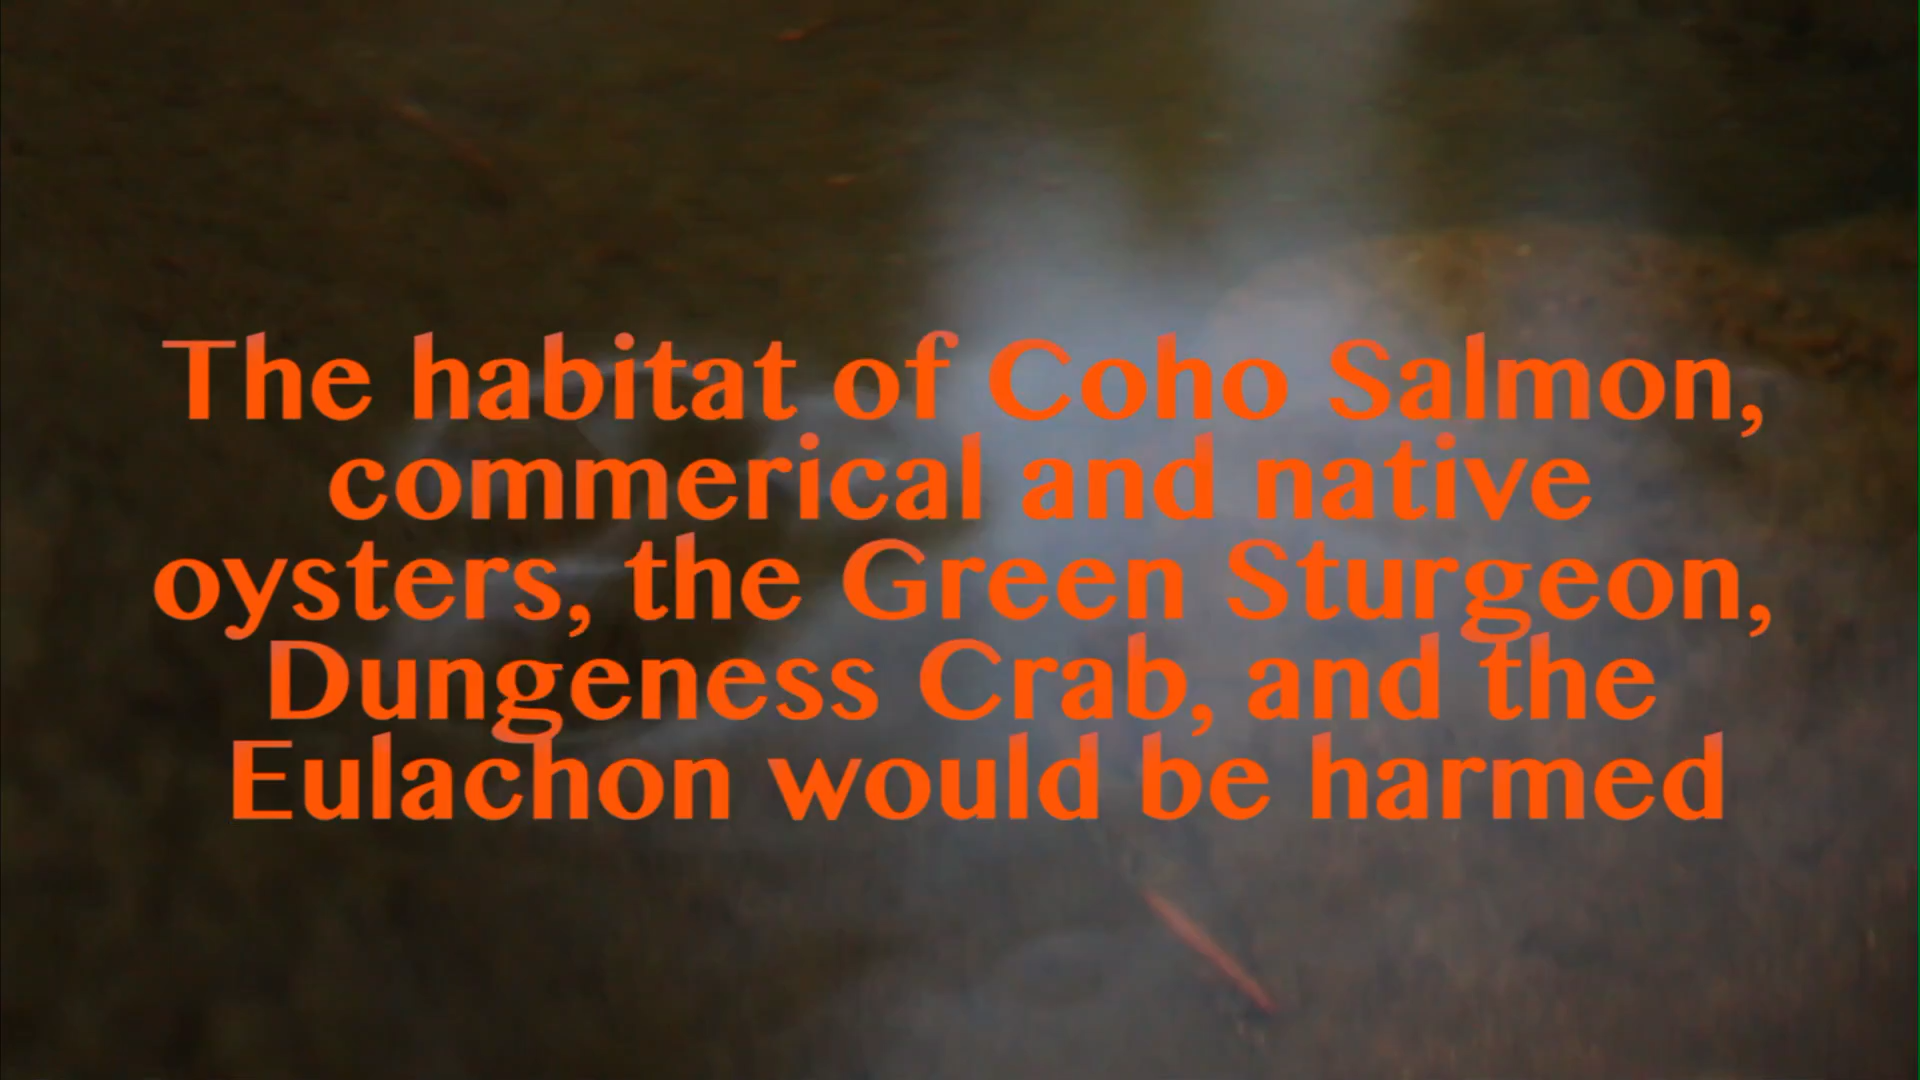 The habitat of Coho Salmon,
commerical and native
oysters, the Green Sturgeon,
Dungeness Crab, and the
Eulachon would be harmed